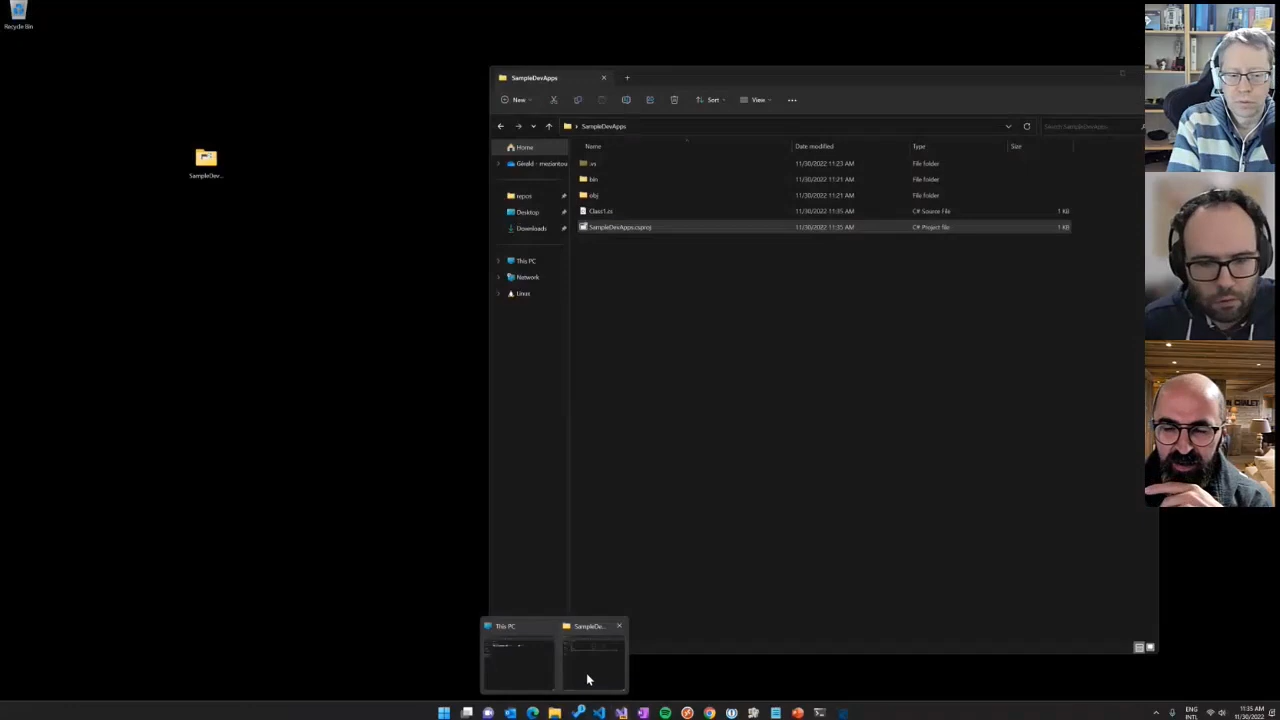 Recycle Bin
SampleDev...
SampleDevApps
New
Sort
View
SampleDevApps
Search SampleDevApps
Home
Gérald - meziantou
repos
Desktop
Downloads
This PC
Network
Linux
Name
Date modified
Type
Size
.vs
11/30/2022 11:23 AM
File folder
bin
11/30/2022 11:21 AM
File folder
obj
11/30/2022 11:21 AM
File folder
Class1.cs
11/30/2022 11:35 AM
C# Source File
1 KB
SampleDevApps.csproj
11/30/2022 11:35 AM
C# Project file
1 KB
This PC
SampleDe...
ENG
INTL
11:35 AM
11/30/2022